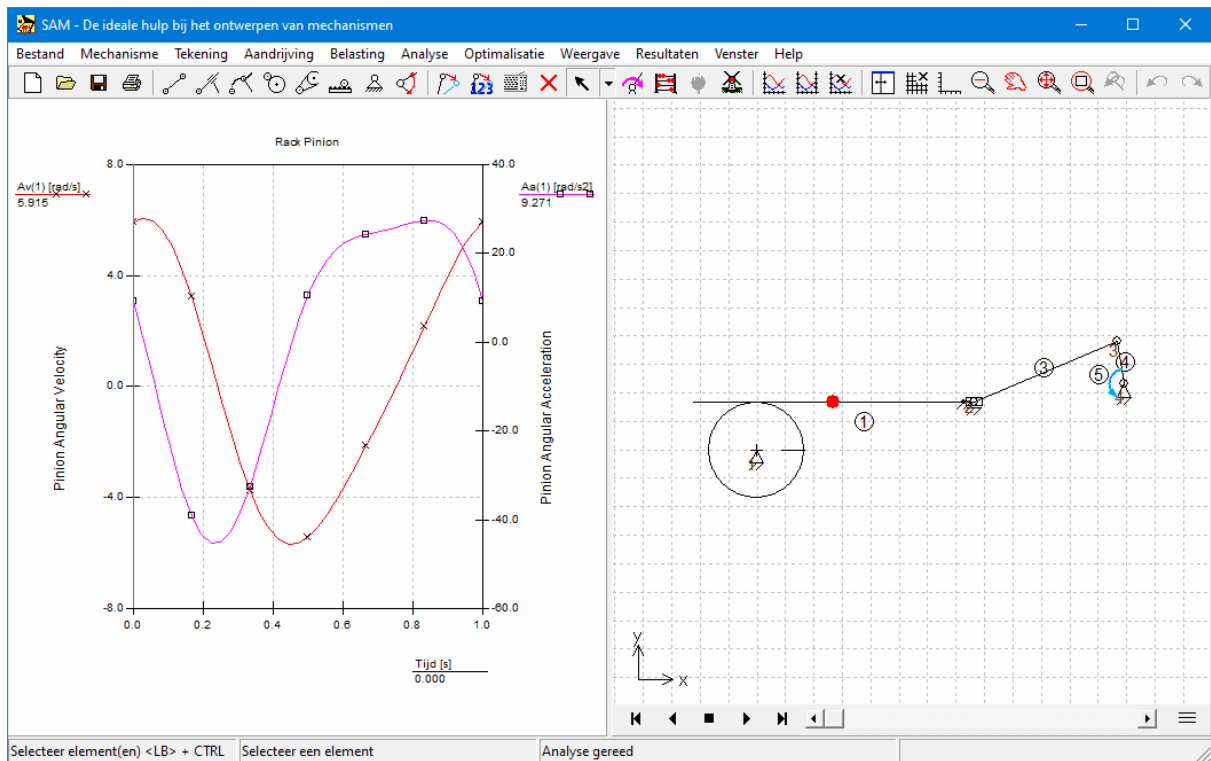 SAM - De ideale hulp bij het ontwerpen van mechanismen
Bestand Mechanisme Tekening Aandrijving Belasting Analyse Optimalisatie Weergave Resultaten Venster Help
123
Rack Pinion
8.0 40.0
Av(1) [rad/s] Aa(1) [rad/s2]
5.915 9.271
20.0
4.0
0.0
0.0
-20.0
-4.0
-40.0
-8.0 -60.0
Pinion Angular Velocity
Pinion Angular Acceleration
0.0 0.2 0.4 0.6 0.8 1.0
Tijd [s]
0.000
3
3
4
5
1
1
y
x
Selecteer element(en) <LB> + CTRL Selecteer een element Analyse gereed